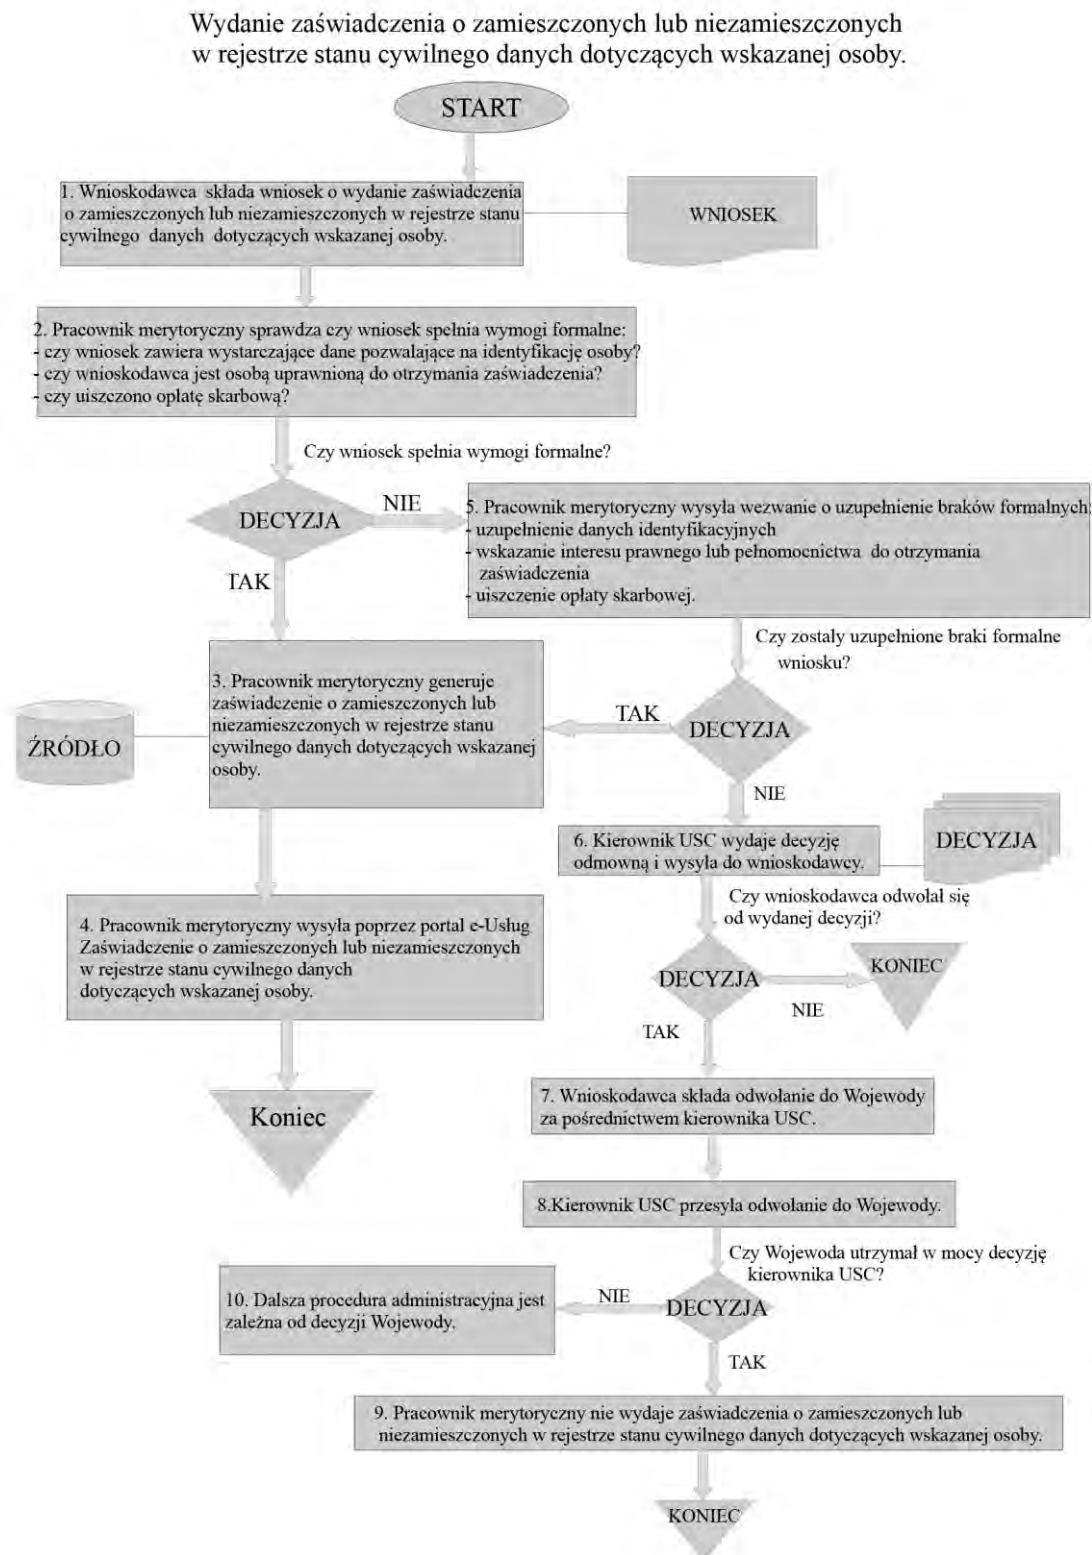 Wydanie zaświadczenia o zamieszczonych lub niezamieszczonych
w rejestrze stanu cywilnego danych dotyczących wskazanej osoby.
START
1. Wnioskodawca składa wniosek o wydanie zaświadczenia
o zamieszczonych lub niezamieszczonych w rejestrze stanu
cywilnego danych dotyczących wskazanej osoby.
WNIOSEK
2. Pracownik merytoryczny sprawdza czy wniosek spełnia wymogi formalne:
- czy wniosek zawiera wystarczające dane pozwalające na identyfikację osoby?
- czy wnioskodawca jest osobą uprawnioną do otrzymania zaświadczenia?
- czy uiszczono opłatę skarbową?
Czy wniosek spełnia wymogi formalne?
DECYZJA
NIE
TAK
5. Pracownik merytoryczny wysyła wezwanie o uzupełnienie braków formalnych:
- uzupełnienie danych identyfikacyjnych
- wskazanie interesu prawnego lub pełnomocnictwa do otrzymania
zaświadczenia
- uiszczenie opłaty skarbowej.
Czy zostały uzupełnione braki formalne
wniosku?
3. Pracownik merytoryczny generuje
zaświadczenie o zamieszczonych lub
niezamieszczonych w rejestrze stanu
cywilnego danych dotyczących wskazanej
osoby.
ŹRÓDŁO
TAK
DECYZJA
NIE
6. Kierownik USC wydaje decyzję
odmowną i wysyła do wnioskodawcy.
DECYZJA
Czy wnioskodawca odwołał się
od wydanej decyzji?
4. Pracownik merytoryczny wysyła poprzez portal e-Usług
Zaświadczenie o zamieszczonych lub niezamieszczonych
w rejestrze stanu cywilnego danych
dotyczących wskazanej osoby.
DECYZJA
KONIEC
NIE
TAK
Koniec
7. Wnioskodawca składa odwołanie do Wojewody
za pośrednictwem kierownika USC.
8.Kierownik USC przesyła odwołanie do Wojewody.
Czy Wojewoda utrzymał w mocy decyzję
kierownika USC?
10. Dalsza procedura administracyjna jest
zależna od decyzji Wojewody.
NIE
DECYZJA
TAK
9. Pracownik merytoryczny nie wydaje zaświadczenia o zamieszczonych lub
niezamieszczonych w rejestrze stanu cywilnego danych dotyczących wskazanej osoby.
KONIEC